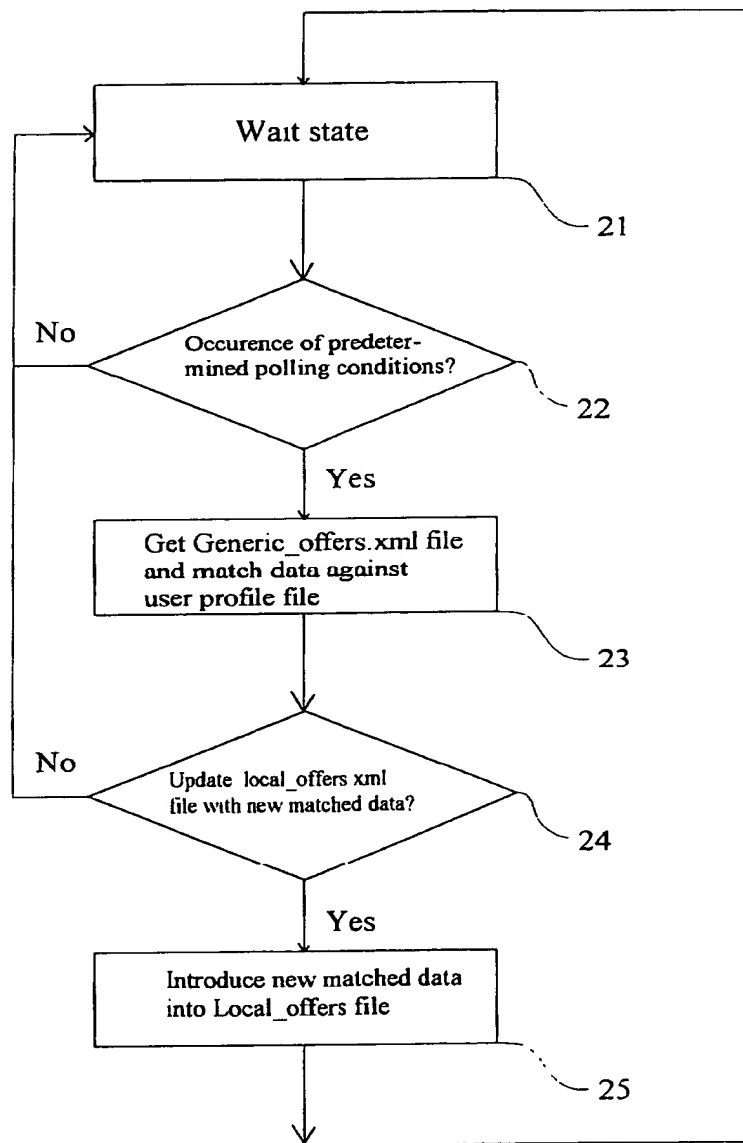 Wait state
21
Occurence of predeter-
mined polling conditions?
No
22
Yes
Get Generic_offers.xml file
and match data against
user profile file
23
No
Update local_offers xml
file with new matched data?
24
Yes
Introduce new matched data
into Local_offers file
25